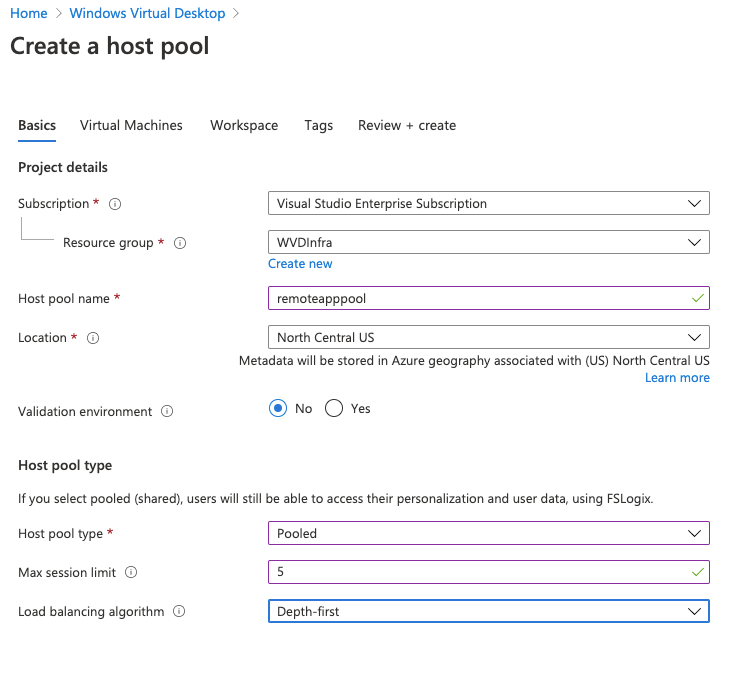 Home > Windows Virtual Desktop >
Create a host pool
Basics Virtual Machines Workspace Tags Review + create
Project details
Subscription * Visual Studio Enterprise Subscription
Resource group * WVDInfra
Create new
Host pool name * remoteapppool
Location * North Central US
Metadata will be stored in Azure geography associated with (US) North Central US
Learn more
Validation environment No Yes
Host pool type
If you select pooled (shared), users will still be able to access their personalization and user data, using FSLogix.
Host pool type * Pooled
Max session limit 5
Load balancing algorithm Depth-first